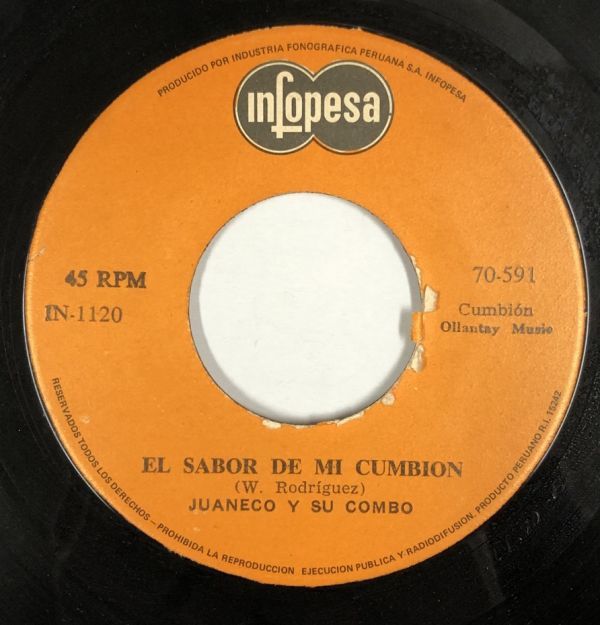 PRODUCIDO POR INDUSTRIA FONOGRAFICA PERUANA S.A. INFOPESA
infopesa
45 RPM
IN-1120
70-591
Cumbión
Ollantay Music
EL SABOR DE MI CUMBION
(W. Rodríguez)
JUANECO Y SU COMBO
RESERVADOS TODOS LOS DERECHOS - PROHIBIDA LA REPRODUCCION EJECUCION PUBLICA Y RADIODIFUSION. PRODUCTO PERUANO R.I. 15242